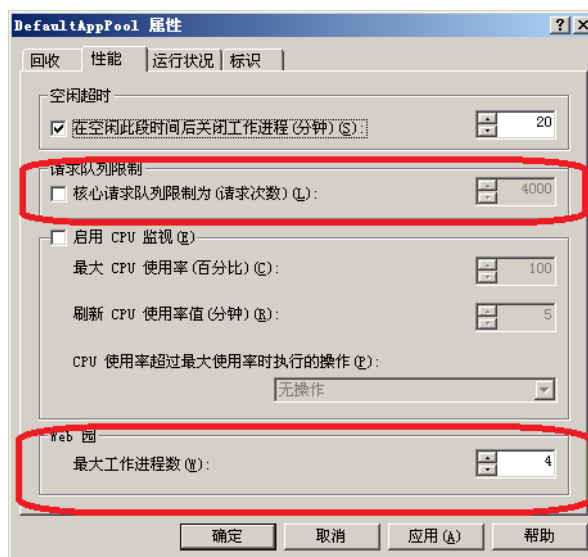 DefaultAppPool 属性
回收 性能 运行状况 标识
空闲超时
在空闲此段时间后关闭工作进程(分钟)(S): 20
请求队列限制
核心请求队列限制为(请求次数)(L): 4000
启用 CPU 监视(E)
最大 CPU 使用率(百分比)(C): 100
刷新 CPU 使用率值(分钟)(R): 5
CPU 使用率超过最大使用率时执行的操作(P):
无操作
Web 园
最大工作进程数(W): 4
确定 取消 应用(A) 帮助